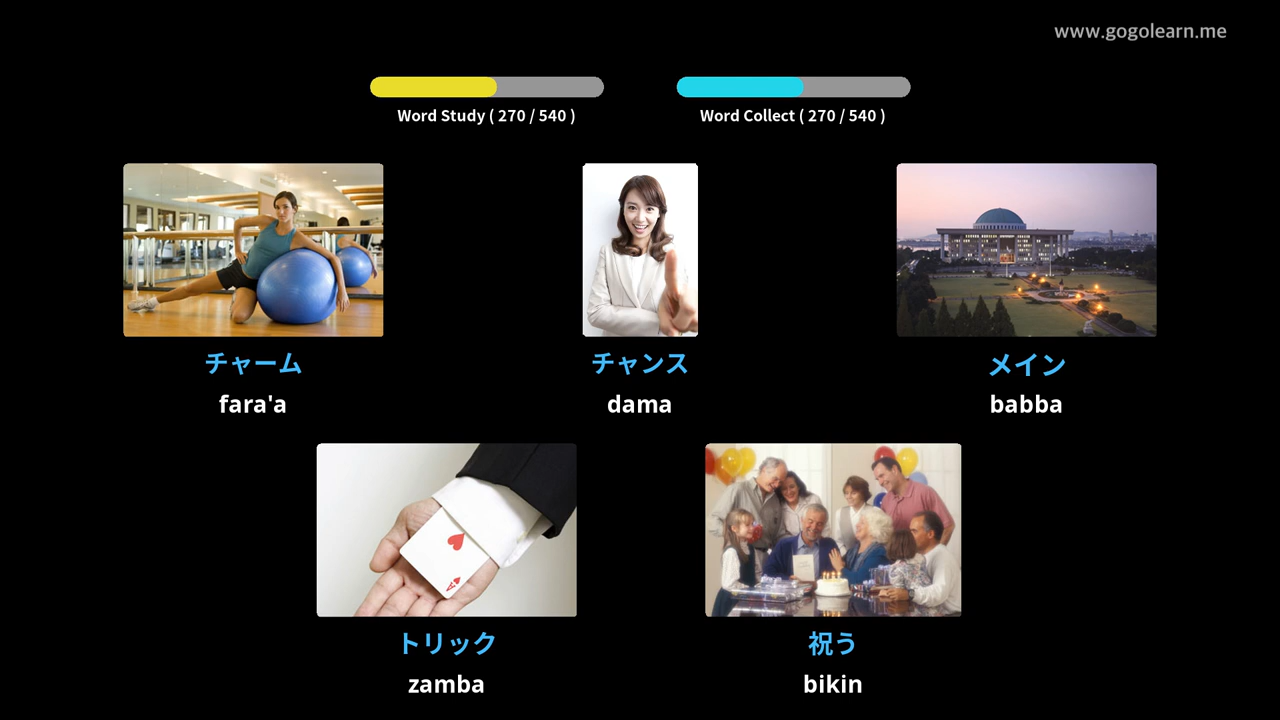 www.gogolearn.me
Word Study ( 270 / 540 )
Word Collect ( 270 / 540 )
チャーム
fara'a
チャンス
dama
メイン
babba
トリック
zamba
祝う
bikin